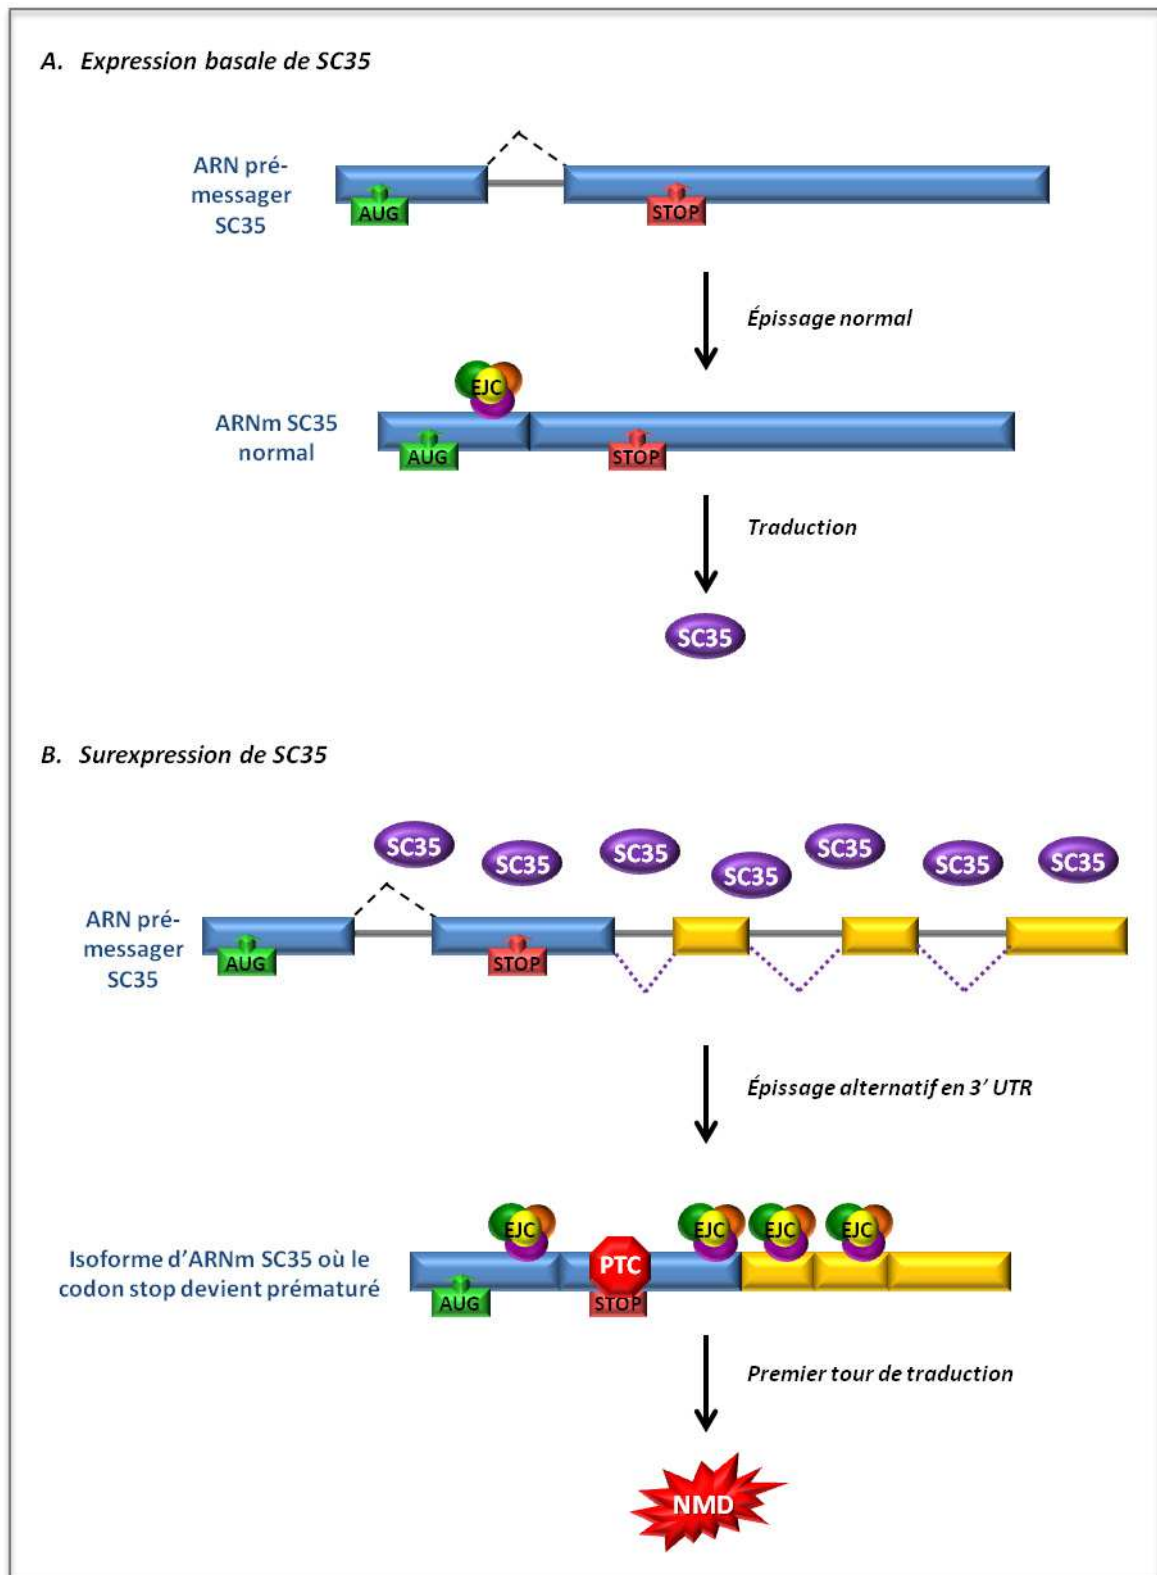 A. Expression basale de SC35
ARN pré-
messager
SC35
AUG
STOP
Épissage normal
EJC
ARNm SC35
normal
AUG
STOP
Traduction
SC35
B. Surexpression de SC35
SC35
SC35
SC35
SC35
SC35
SC35
SC35
ARN pré-
messager
SC35
AUG
STOP
Épissage alternatif en 3' UTR
EJC
EJC
EJC
EJC
Isoforme d'ARNm SC35 où le
codon stop devient prématuré
PTC
AUG
STOP
Premier tour de traduction
NMD